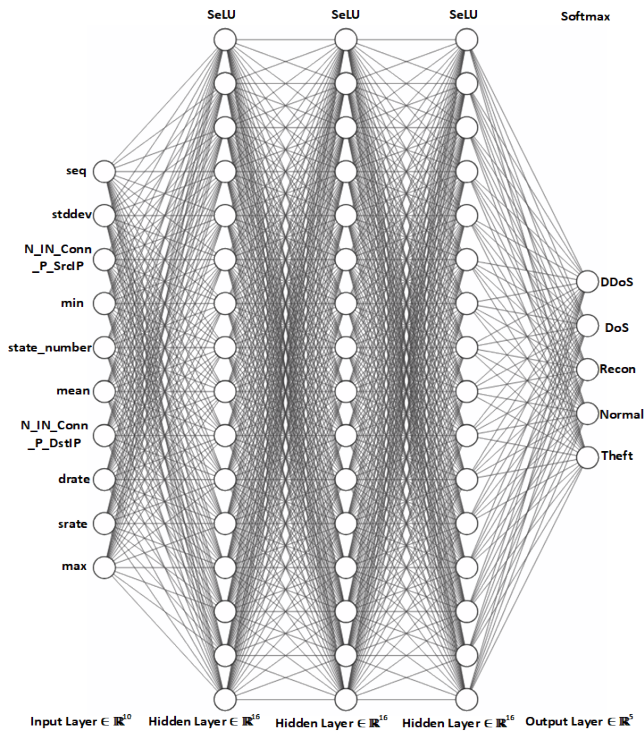 SeLU
SeLU
SeLU
Softmax
seq
stddev
N_IN_Conn
_P_SrcIP
min
state_number
mean
N_IN_Conn
_P_DstIP
drate
srate
max
DDoS
DoS
Recon
Normal
Theft
Input Layer ∈ ℝ¹⁰
Hidden Layer ∈ ℝ¹⁶
Hidden Layer ∈ ℝ¹⁶
Hidden Layer ∈ ℝ¹⁶
Output Layer ∈ ℝ⁵